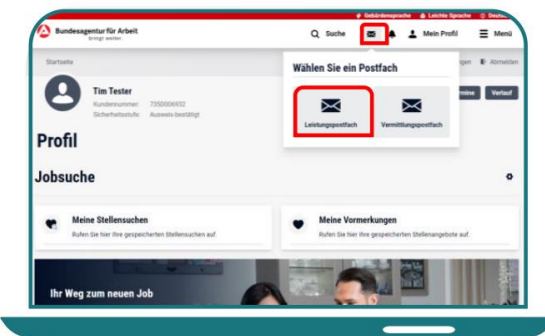 Gebärdensprache Leichte Sprache
Bundesagentur für Arbeit
bringt weiter.
Suche Mein Profil Menü
Startseite
Abmelden
Wählen Sie ein Postfach
Leistungspostfach Vermittlungspostfach
Verlauf
Tim Tester
Kundennummer:
Sicherheitsstufe: Ausweis bestätigt
Profil
Jobsuche
Meine Stellensuchen
Rufen Sie hier Ihre gespeicherten Stellensuchen auf.
Meine Vormerkungen
Rufen Sie hier Ihre gespeicherten Stellenangebote auf.
Ihr Weg zum neuen Job